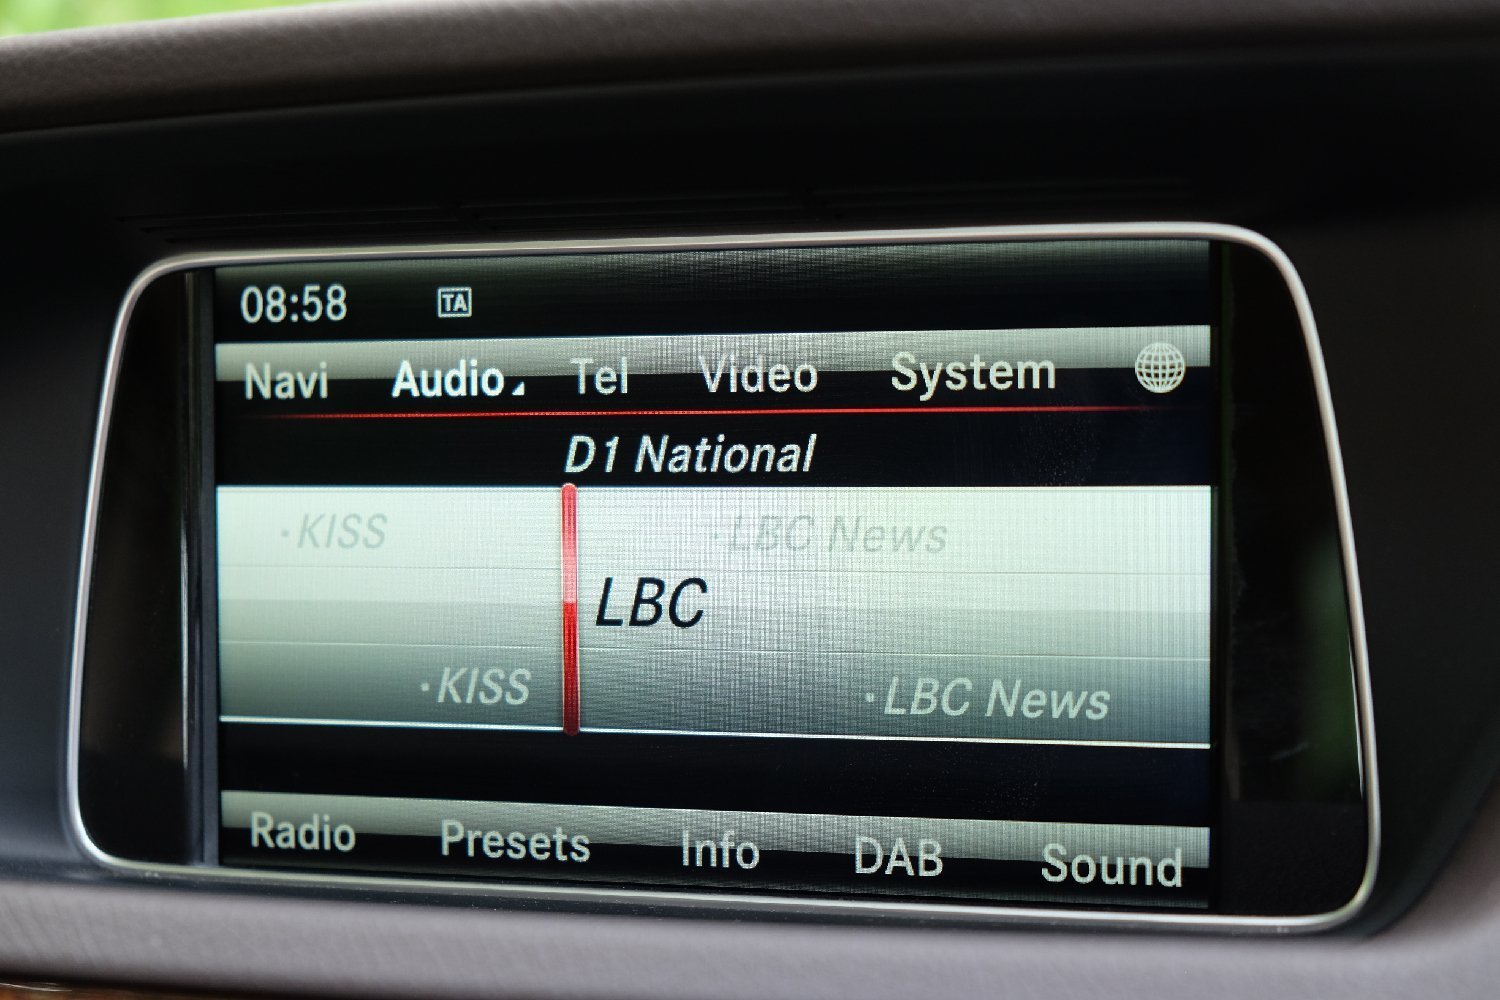 08:58 TA
Navi Audio Tel Video System
D1 National
·KISS ·LBC News
LBC
·KISS ·LBC News
Radio Presets Info DAB Sound